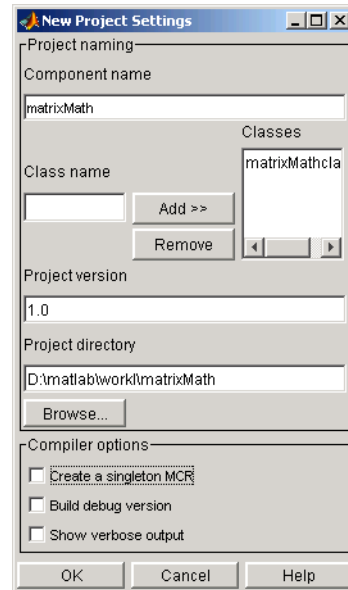 New Project Settings
Project naming
Component name
matrixMath
Classes
matrixMathcla
Class name
Add >>
Remove
Project version
1.0
Project directory
D:\matlab\workl\matrixMath
Browse...
Compiler options
Create a singleton MCR
Build debug version
Show verbose output
OK Cancel Help